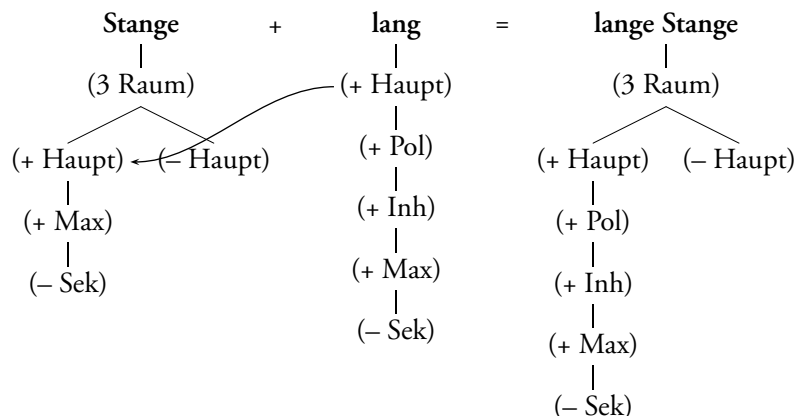 Stange + lang = lange Stange
(3 Raum) (+ Haupt) (3 Raum)
(+ Haupt) (– Haupt) (+ Pol) (+ Haupt) (– Haupt)
(+ Max) (+ Inh) (+ Pol)
(– Sek) (+ Max) (+ Inh)
(– Sek) (+ Max)
(– Sek)